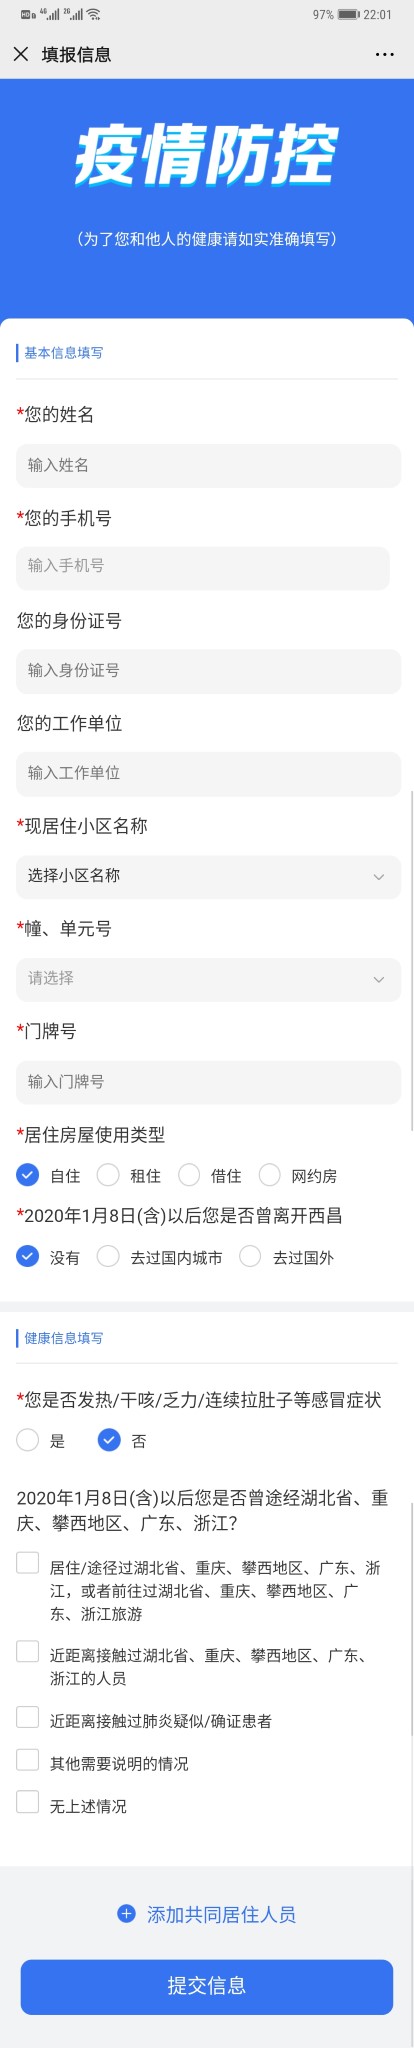 4G 2G 97% 22:01
填报信息
疫情防控
（为了您和他人的健康请如实准确填写）
基本信息填写
*您的姓名
输入姓名
*您的手机号
输入手机号
您的身份证号
输入身份证号
您的工作单位
输入工作单位
*现居住小区名称
选择小区名称
*幢、单元号
请选择
*门牌号
输入门牌号
*居住房屋使用类型
自住 租住 借住 网约房
*2020年1月8日(含)以后您是否曾离开西昌
没有 去过国内城市 去过国外
健康信息填写
*您是否发热/干咳/乏力/连续拉肚子等感冒症状
是 否
2020年1月8日(含)以后您是否曾途经湖北省、重
庆、攀西地区、广东、浙江?
居住/途径过湖北省、重庆、攀西地区、广东、浙
江，或者前往过湖北省、重庆、攀西地区、广
东、浙江旅游
近距离接触过湖北省、重庆、攀西地区、广东、
浙江的人员
近距离接触过肺炎疑似/确证患者
其他需要说明的情况
无上述情况
添加共同居住人员
提交信息